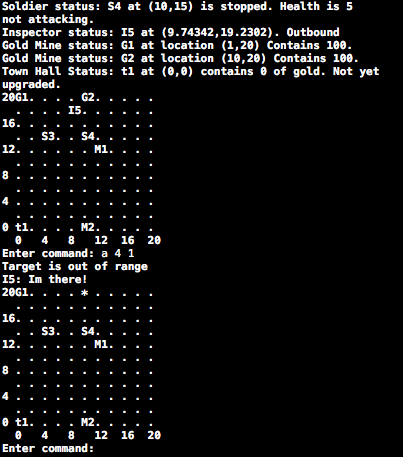 Soldier status: S4 at (10,15) is stopped. Health is 5
not attacking.
Inspector status: I5 at (9.74342,19.2302). Outbound
Gold Mine status: G1 at location (1,20) Contains 100.
Gold Mine status: G2 at location (10,20) Contains 100.
Town Hall Status: t1 at (0,0) contains 0 of gold. Not yet
upgraded.
20G1. . . . G2. . . . .
. . . . I5. . . . . .
16. . . . . . . . . . .
. . S3. . S4. . . . .
12. . . . . . M1. . . .
. . . . . . . . . . .
8 . . . . . . . . . . .
. . . . . . . . . . .
4 . . . . . . . . . . .
. . . . . . . . . . .
0 t1. . . . M2. . . . .
0 4 8 12 16 20
Enter command: a 4 1
Target is out of range
I5: Im there!
20G1. . . . * . . . . .
. . . . . . . . . . .
16. . . . . . . . . . .
. . S3. . S4. . . . .
12. . . . . . M1. . . .
. . . . . . . . . . .
8 . . . . . . . . . . .
. . . . . . . . . . .
4 . . . . . . . . . . .
. . . . . . . . . . .
0 t1. . . . M2. . . . .
0 4 8 12 16 20
Enter command: